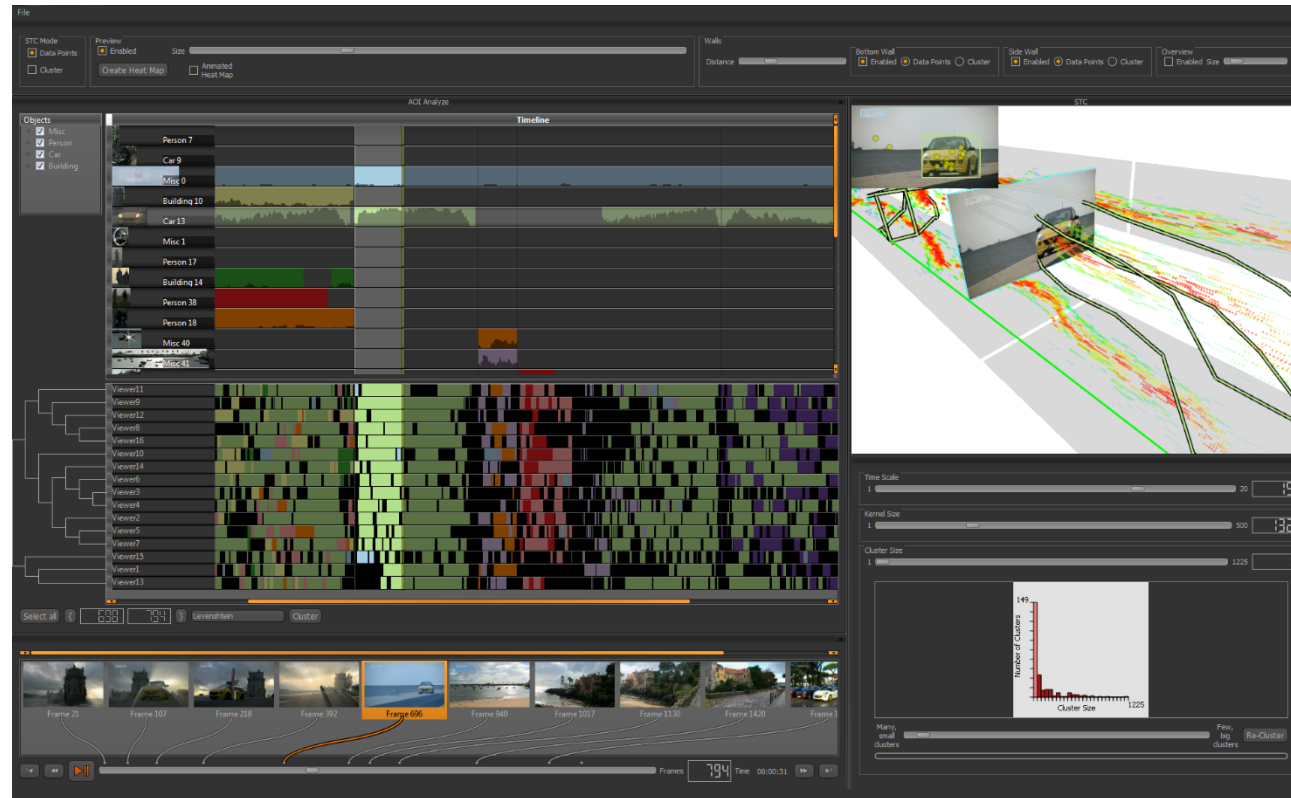 File
STC Mode
Data Points
Cluster
Preview
Enabled
Size
Create Heat Map
Animated
Heat Map
Walls
Distance
Bottom Wall
Enabled
Data Points
Cluster
Side Wall
Enabled
Data Points
Cluster
Overview
Enabled
Size
AOI Analyze
STC
Objects
Misc
Person
Car
Building
Timeline
Person 7
Car 9
Misc 0
Building 10
Car 13
Misc 1
Person 17
Building 14
Person 38
Person 18
Misc 40
Misc 41
Viewer11
Viewer9
Viewer12
Viewer8
Viewer16
Viewer10
Viewer14
Viewer6
Viewer3
Viewer4
Viewer2
Viewer5
Viewer7
Viewer15
Viewer1
Viewer13
Select all
{
698
794
}
Levenshtein
Cluster
Frame 21
Frame 107
Frame 218
Frame 392
Frame 696
Frame 940
Frame 1017
Frame 1130
Frame 1420
Frame 1
Frames
794
Time
00:00:31
Time Scale
1
20
Kernel Size
1
500
132
Cluster Size
1
1225
149
Number of Clusters
Cluster Size
1225
Many,
small
clusters
Few,
big
clusters
Re-Cluster